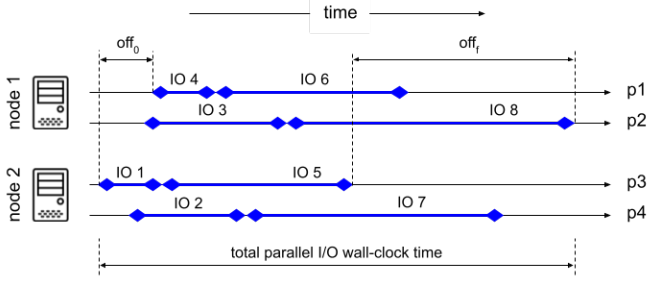 time
off0
offf
node 1
IO 4
IO 6
p1
IO 3
IO 8
p2
node 2
IO 1
IO 5
p3
IO 2
IO 7
p4
total parallel I/O wall-clock time